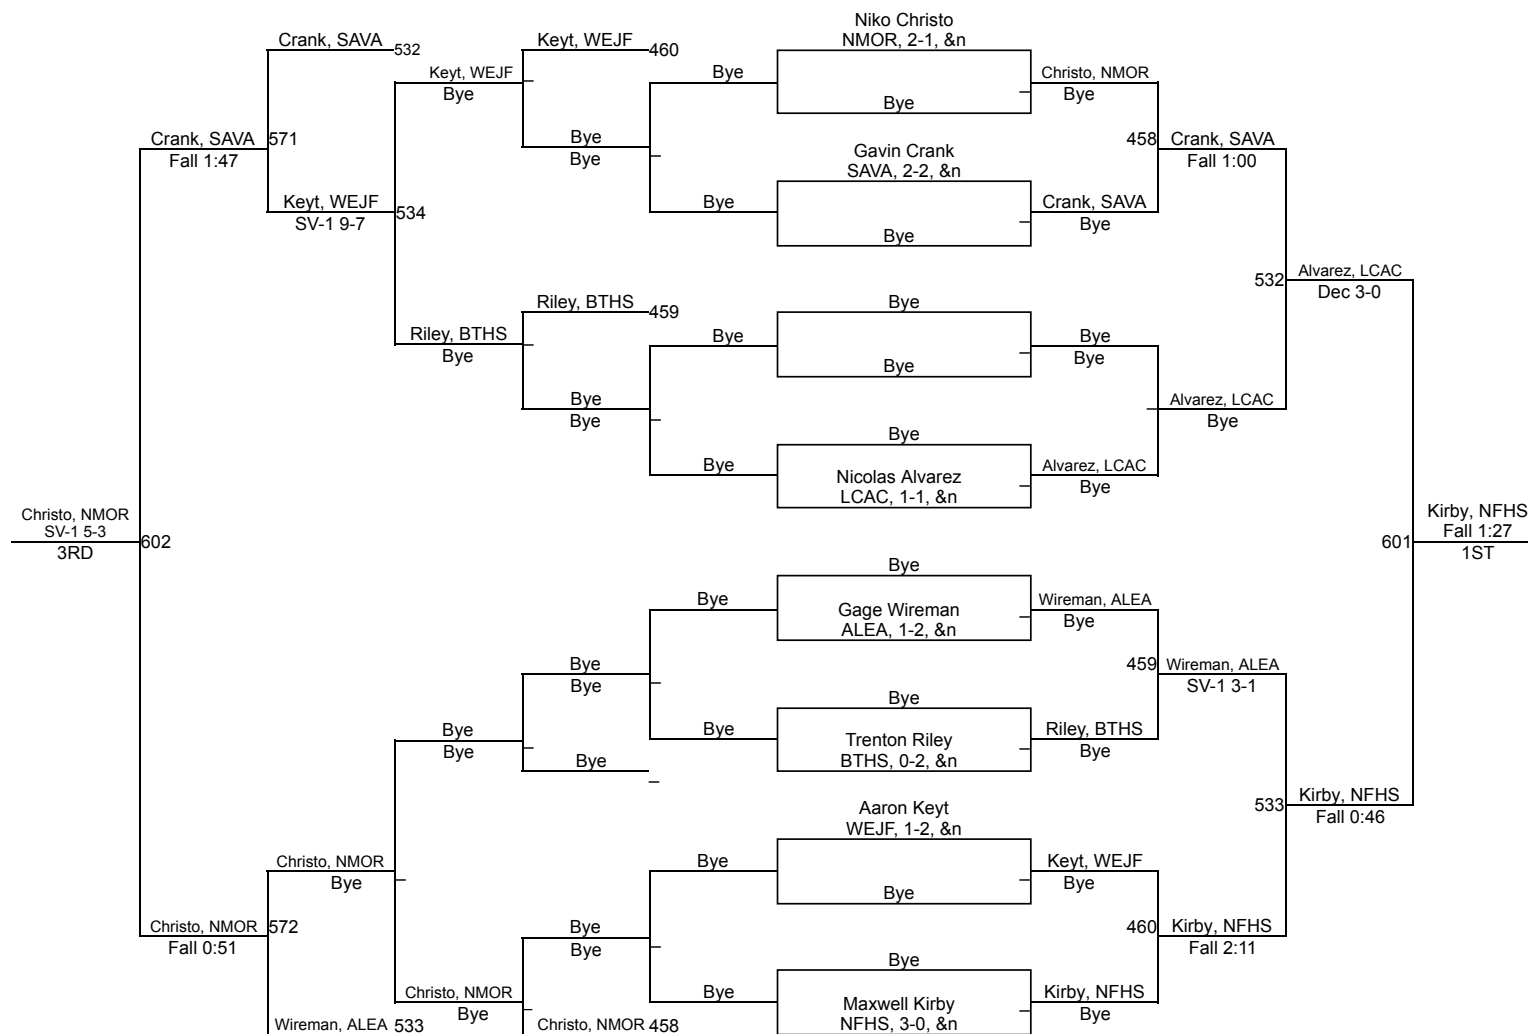 Niko Christo
Crank, SAVA 532
Keyt, WEJF 460
NMOR, 2-1, &n
Keyt, WEJF
Bye
Christo, NMOR
Bye
Bye
Bye
Crank, SAVA 571
Fall 1:47
Bye
Bye
458 Crank, SAVA
Fall 1:00
Gavin Crank
SAVA, 2-2, &n
Keyt, WEJF 534
SV-1 9-7
Bye
Crank, SAVA
Bye
Bye
532 Alvarez, LCAC
Dec 3-0
Riley, BTHS 459
Bye
Riley, BTHS
Bye
Bye
Bye
Bye
Bye
Bye
Bye
Alvarez, LCAC
Bye
Bye
Bye
Nicolas Alvarez
LCAC, 1-1, &n
Alvarez, LCAC
Bye
Christo, NMOR
SV-1 5-3
3RD
602
601
Kirby, NFHS
Fall 1:27
1ST
Bye
Bye
Gage Wireman
ALEA, 1-2, &n
Wireman, ALEA
Bye
Bye
Bye
459 Wireman, ALEA
SV-1 3-1
Bye
Bye
Bye
Bye
Trenton Riley
BTHS, 0-2, &n
Riley, BTHS
Bye
Bye
533 Kirby, NFHS
Fall 0:46
Aaron Keyt
WEJF, 1-2, &n
Christo, NMOR
Bye
Bye
Bye
Keyt, WEJF
Bye
Christo, NMOR 572
Fall 0:51
Bye
Bye
460 Kirby, NFHS
Fall 2:11
Bye
Christo, NMOR
Bye
Bye
Maxwell Kirby
NFHS, 3-0, &n
Kirby, NFHS
Bye
Wireman, ALEA 533
Christo, NMOR 458